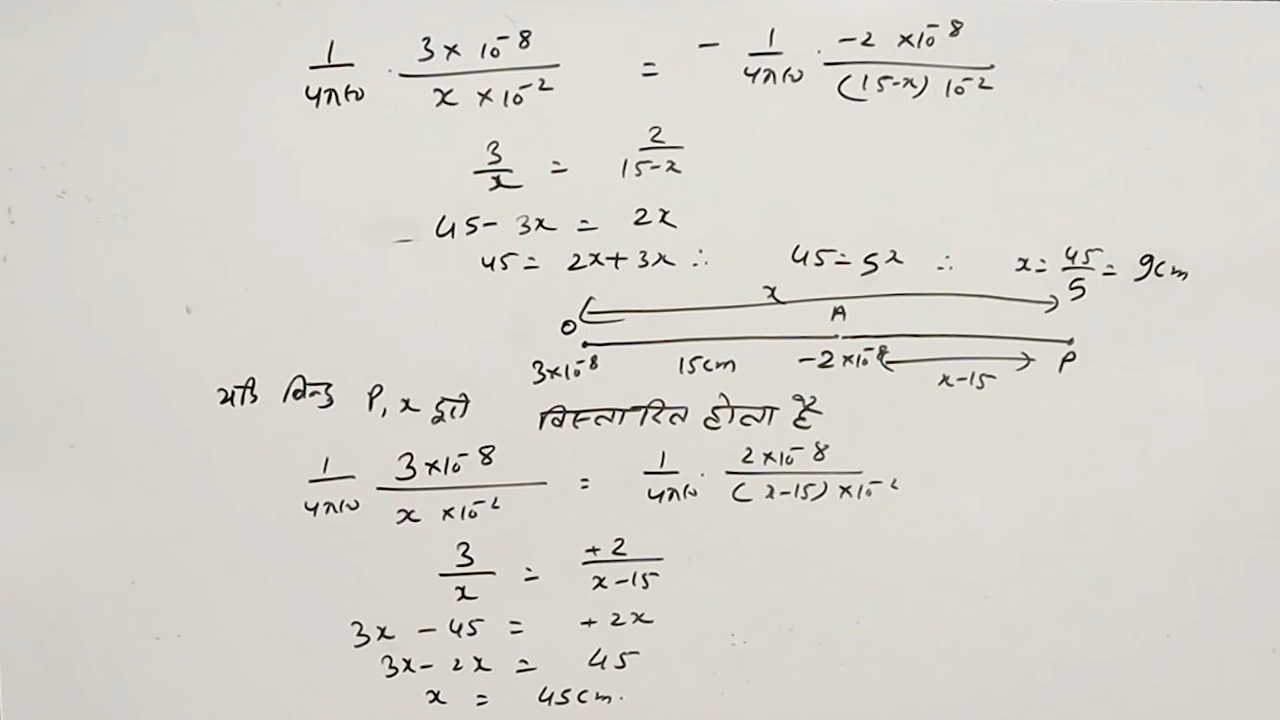 1/4πε0 · 3 × 10⁻⁸ / x × 10⁻² = - 1/4πε0 · -2 × 10⁻⁸ / (15-x) 10⁻²
3/x = 2/15-x
45 - 3x = 2x
45 = 2x + 3x ∴ 45 = 5x ∴ x = 45/5 = 9cm
x
O A
3×10⁻⁸ 15cm -2×10⁻⁸ x-15 P
यदि बिन्दु P, x दूरी विस्तारित होता है
1/4πε0 3×10⁻⁸ / x ×10⁻² = 1/4πε0 · 2×10⁻⁸ / (x-15) ×10⁻²
3/x = +2/x-15
3x - 45 = +2x
3x - 2x = 45
x = 45cm.